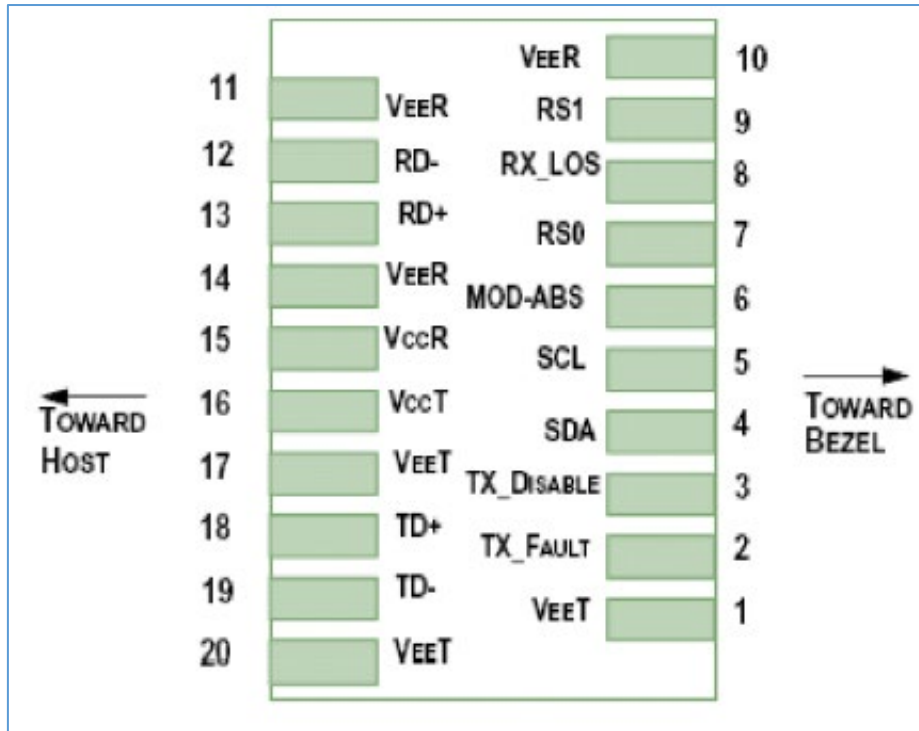 11 VEER
12 RD-
13 RD+
14 VEER
15 VCCR
16 VCCT
17 VEET
18 TD+
19 TD-
20 VEET
VEER 10
RS1 9
RX_LOS 8
RS0 7
MOD-ABS 6
SCL 5
SDA 4
TX_DISABLE 3
TX_FAULT 2
VEET 1
TOWARD
HOST
TOWARD
BEZEL